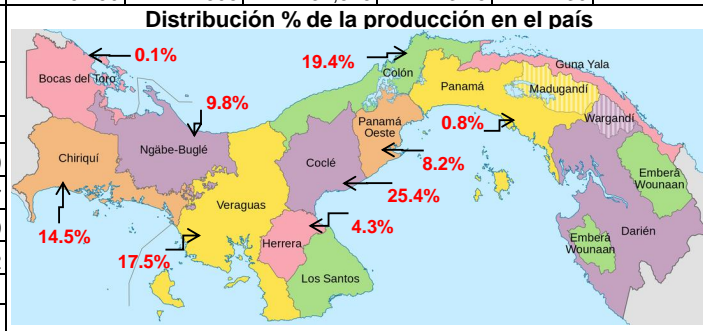 Distribución % de la producción en el país
0.1%
19.4%
Guna Yala
Colón
Bocas del Toro
Panamá
Madugandí
9.8%
Wargandí
Panamá
Oeste
0.8%
Ngäbe-Buglé
Chiriquí
Coclé
8.2%
Emberá
Wounaan
25.4%
Veraguas
4.3%
14.5%
Herrera
Darién
Emberá
Wounaan
17.5%
Los Santos